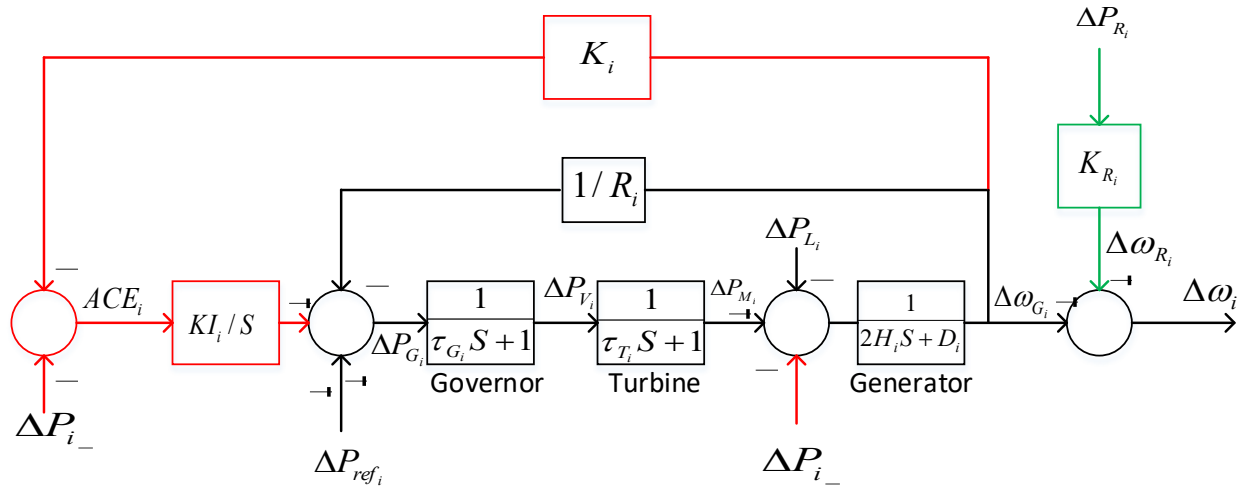 K_i
ΔP_{R_i}
1/R_i
K_{R_i}
ΔP_{L_i}
Δω_{R_i}
−
−
−
ACE_i
KI_i/S
ΔP_{G_i}
1
τ_{G_i}S+1
Governor
ΔP_{V_i}
1
τ_{T_i}S+1
Turbine
ΔP_{M_i}
1
2H_iS+D_i
Generator
Δω_{G_i}
Δω_i
−
−
ΔP_{i_}
ΔP_{ref_i}
ΔP_{i_}